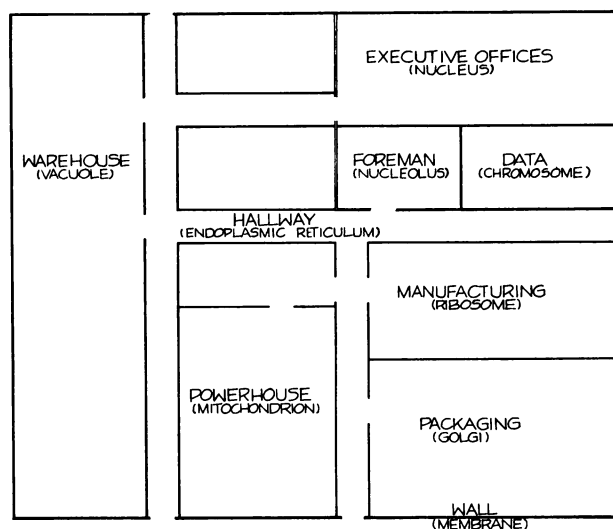 EXECUTIVE OFFICES
(NUCLEUS)
WAREHOUSE
(VACUOLE)
FOREMAN
(NUCLEOLUS)
DATA
(CHROMOSOME)
HALLWAY
(ENDOPLASMIC RETICULUM)
MANUFACTURING
(RIBOSOME)
POWERHOUSE
(MITOCHONDRION)
PACKAGING
(GOLGI)
WALL
(MEMBRANE)